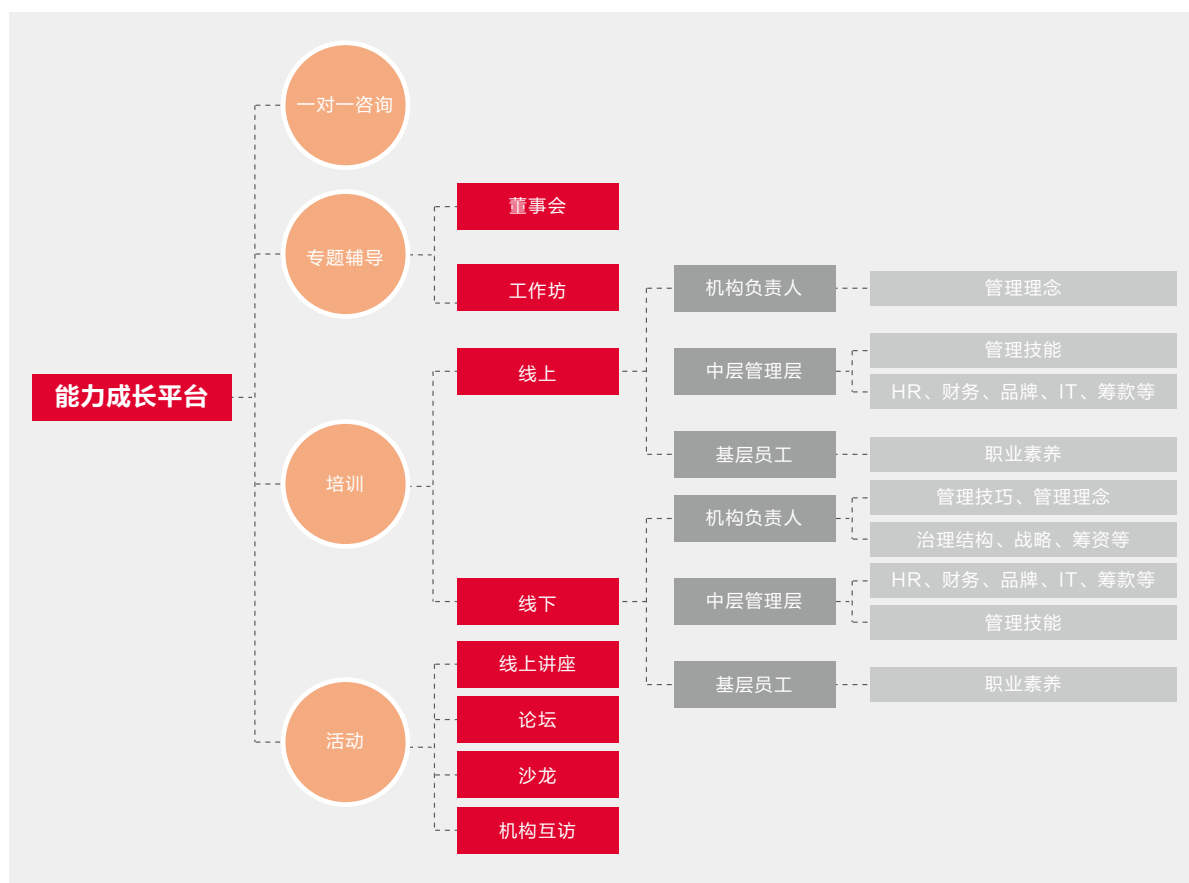 能力成长平台
一对一咨询
专题辅导
董事会
工作坊
培训
线上
机构负责人
管理理念
中层管理层
管理技能
HR、财务、品牌、IT、筹款等
基层员工
职业素养
线下
机构负责人
管理技巧、管理理念
治理结构、战略、筹资等
中层管理层
HR、财务、品牌、IT、筹款等
管理技能
基层员工
职业素养
活动
线上讲座
论坛
沙龙
机构互访